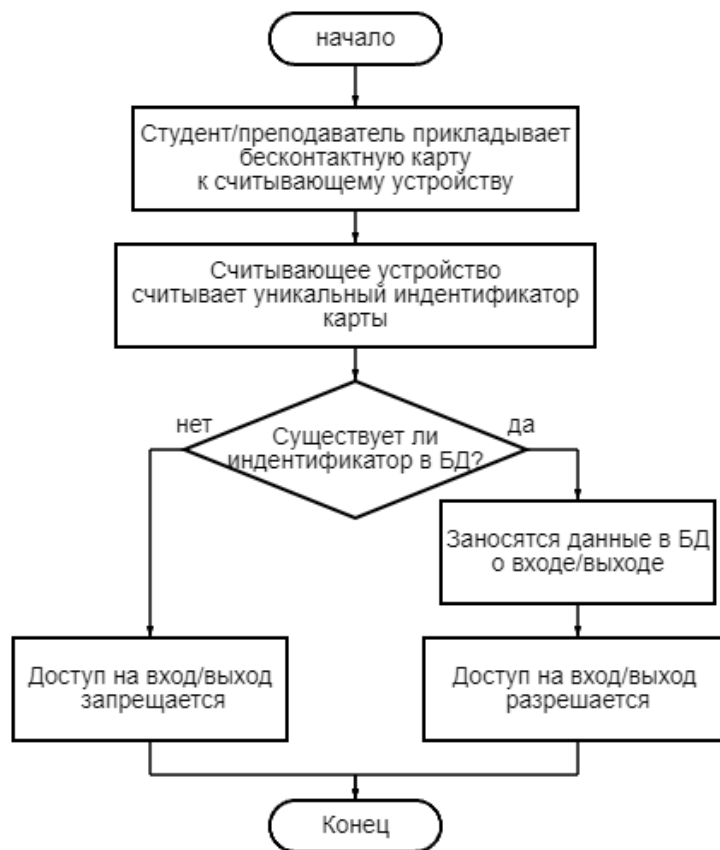 начало
Студент/преподаватель прикладывает
бесконтактную карту
к считывающему устройству
Считывающее устройство
считывает уникальный индентификатор
карты
нет
да
Существует ли
индентификатор в БД?
Заносятся данные в БД
о входе/выходе
Доступ на вход/выход
запрещается
Доступ на вход/выход
разрешается
Конец